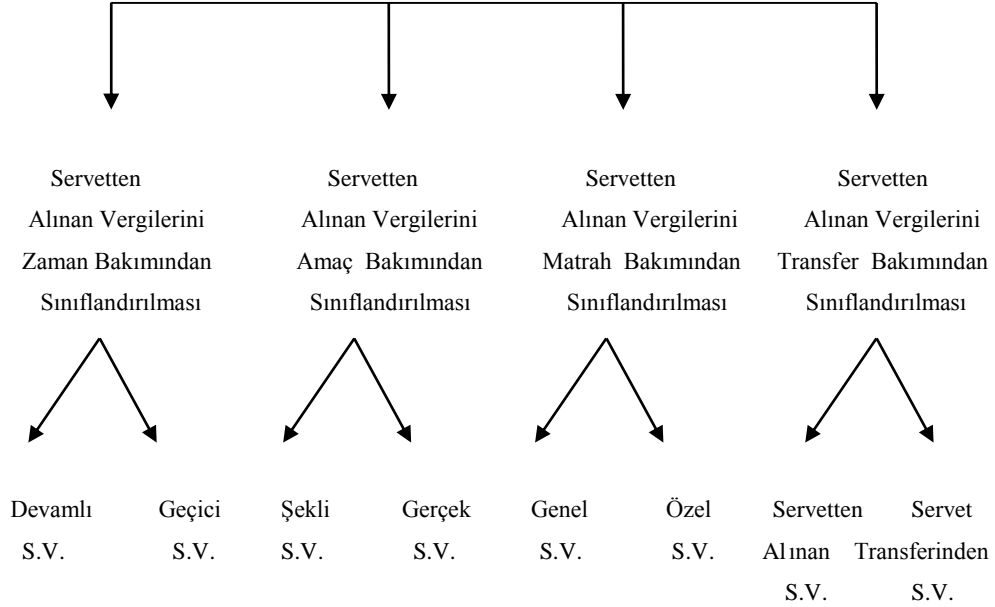 Servetten
Alınan Vergilerini
Zaman Bakımından
Sınıflandırılması
Servetten
Alınan Vergilerini
Amaç Bakımından
Sınıflandırılması
Servetten
Alınan Vergilerini
Matrah Bakımından
Sınıflandırılması
Servetten
Alınan Vergilerini
Transfer Bakımından
Sınıflandırılması
Devamlı
S.V.
Geçici
S.V.
Şekli
S.V.
Gerçek
S.V.
Genel
S.V.
Özel
S.V.
Servetten
Alınan
S.V.
Servet
Transferinden
S.V.